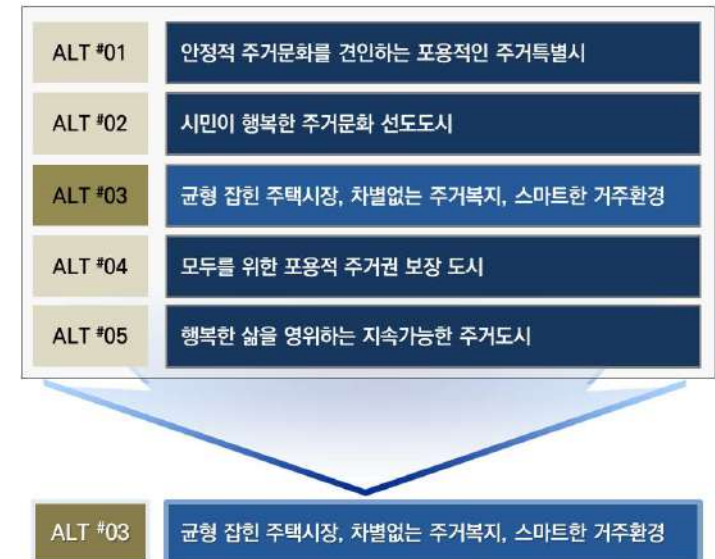 ALT #01 안정적 주거문화를 견인하는 포용적인 주거특별시
ALT #02 시민이 행복한 주거문화 선도도시
ALT #03 균형 잡힌 주택시장, 차별없는 주거복지, 스마트한 거주환경
ALT #04 모두를 위한 포용적 주거권 보장 도시
ALT #05 행복한 삶을 영위하는 지속가능한 주거도시
ALT #03 균형 잡힌 주택시장, 차별없는 주거복지, 스마트한 거주환경